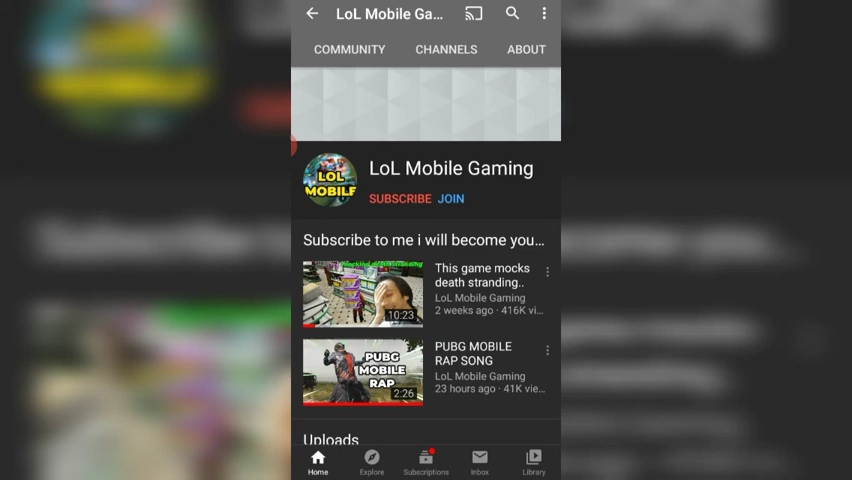 LoL Mobile Ga...
COMMUNITY
CHANNELS
ABOUT
LOL
MOBILE
LoL Mobile Gaming
SUBSCRIBE JOIN
Subscribe to me i will become you...
10:23
This game mocks
death stranding..
LoL Mobile Gaming
2 weeks ago · 416K vi...
PUBG
MOBILE
RAP
2:26
PUBG MOBILE
RAP SONG
LoL Mobile Gaming
23 hours ago · 41K vie...
Uploads
Home
Explore
Subscriptions
Inbox
Library